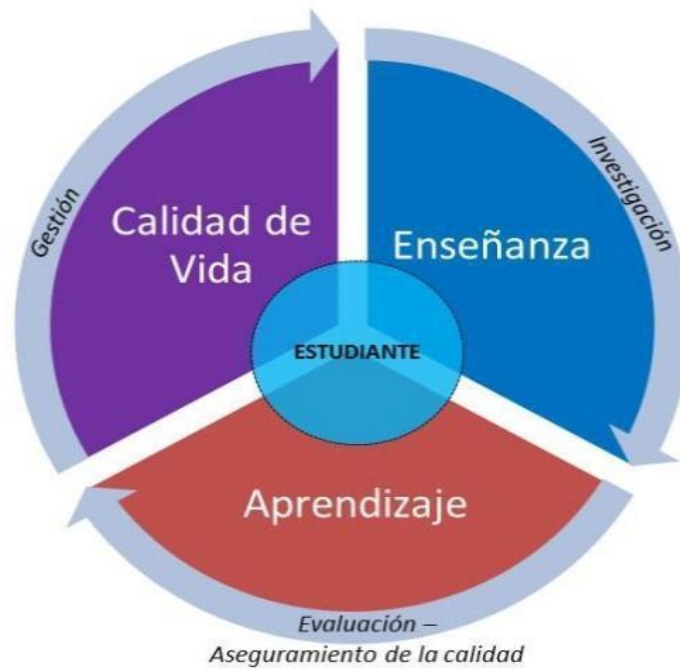 Gestión
Calidad de
Vida
Investigación
Enseñanza
ESTUDIANTE
Aprendizaje
Evaluación –
Aseguramiento de la calidad